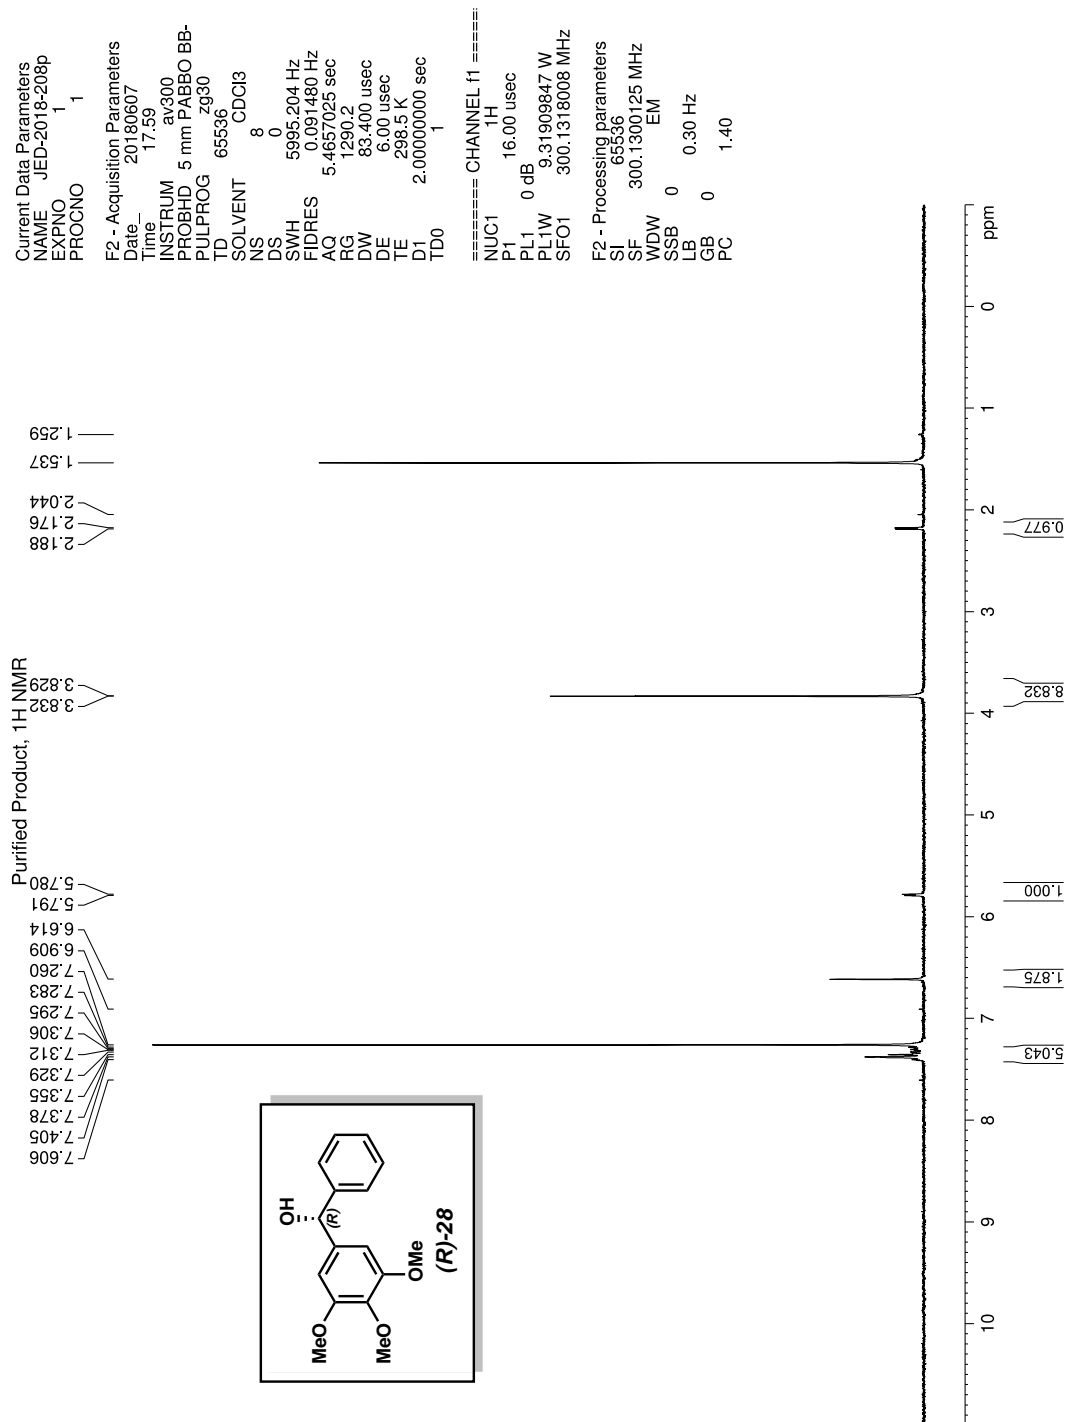 Purified Product, 1H NMR
Current Data Parameters
NAME JED-2018-208p
EXPNO 1
PROCNO 1
F2 - Acquisition Parameters
Date_ 20180607
Time 17.59
INSTRUM av300
PROBHD 5 mm PABBO BB-
PULPROG zg30
TD 65536
SOLVENT CDCl3
NS 8
DS 0
SWH 5995.204 Hz
FIDRES 0.091480 Hz
AQ 5.4657025 sec
RG 1290.2
DW 83.400 usec
DE 6.00 usec
TE 298.5 K
D1 2.00000000 sec
TD0 1
======== CHANNEL f1 ========
NUC1 1H
P1 16.00 usec
PL1 0 dB
PL1W 9.31909847 W
SFO1 300.1318008 MHz
F2 - Processing parameters
SI 65536
SF 300.1300125 MHz
WDW EM
SSB 0
LB 0.30 Hz
GB 0
PC 1.40
7.606
7.405
7.378
7.355
7.329
7.312
7.306
7.295
7.283
7.260
6.909
6.614
5.791
5.780
3.832
3.829
2.188
2.176
2.044
1.537
1.259
OH
(R)
MeO
MeO
OMe
(R)-28
10 9 8 7 6 5 4 3 2 1 0 ppm
5.043
1.875
1.000
8.832
0.977